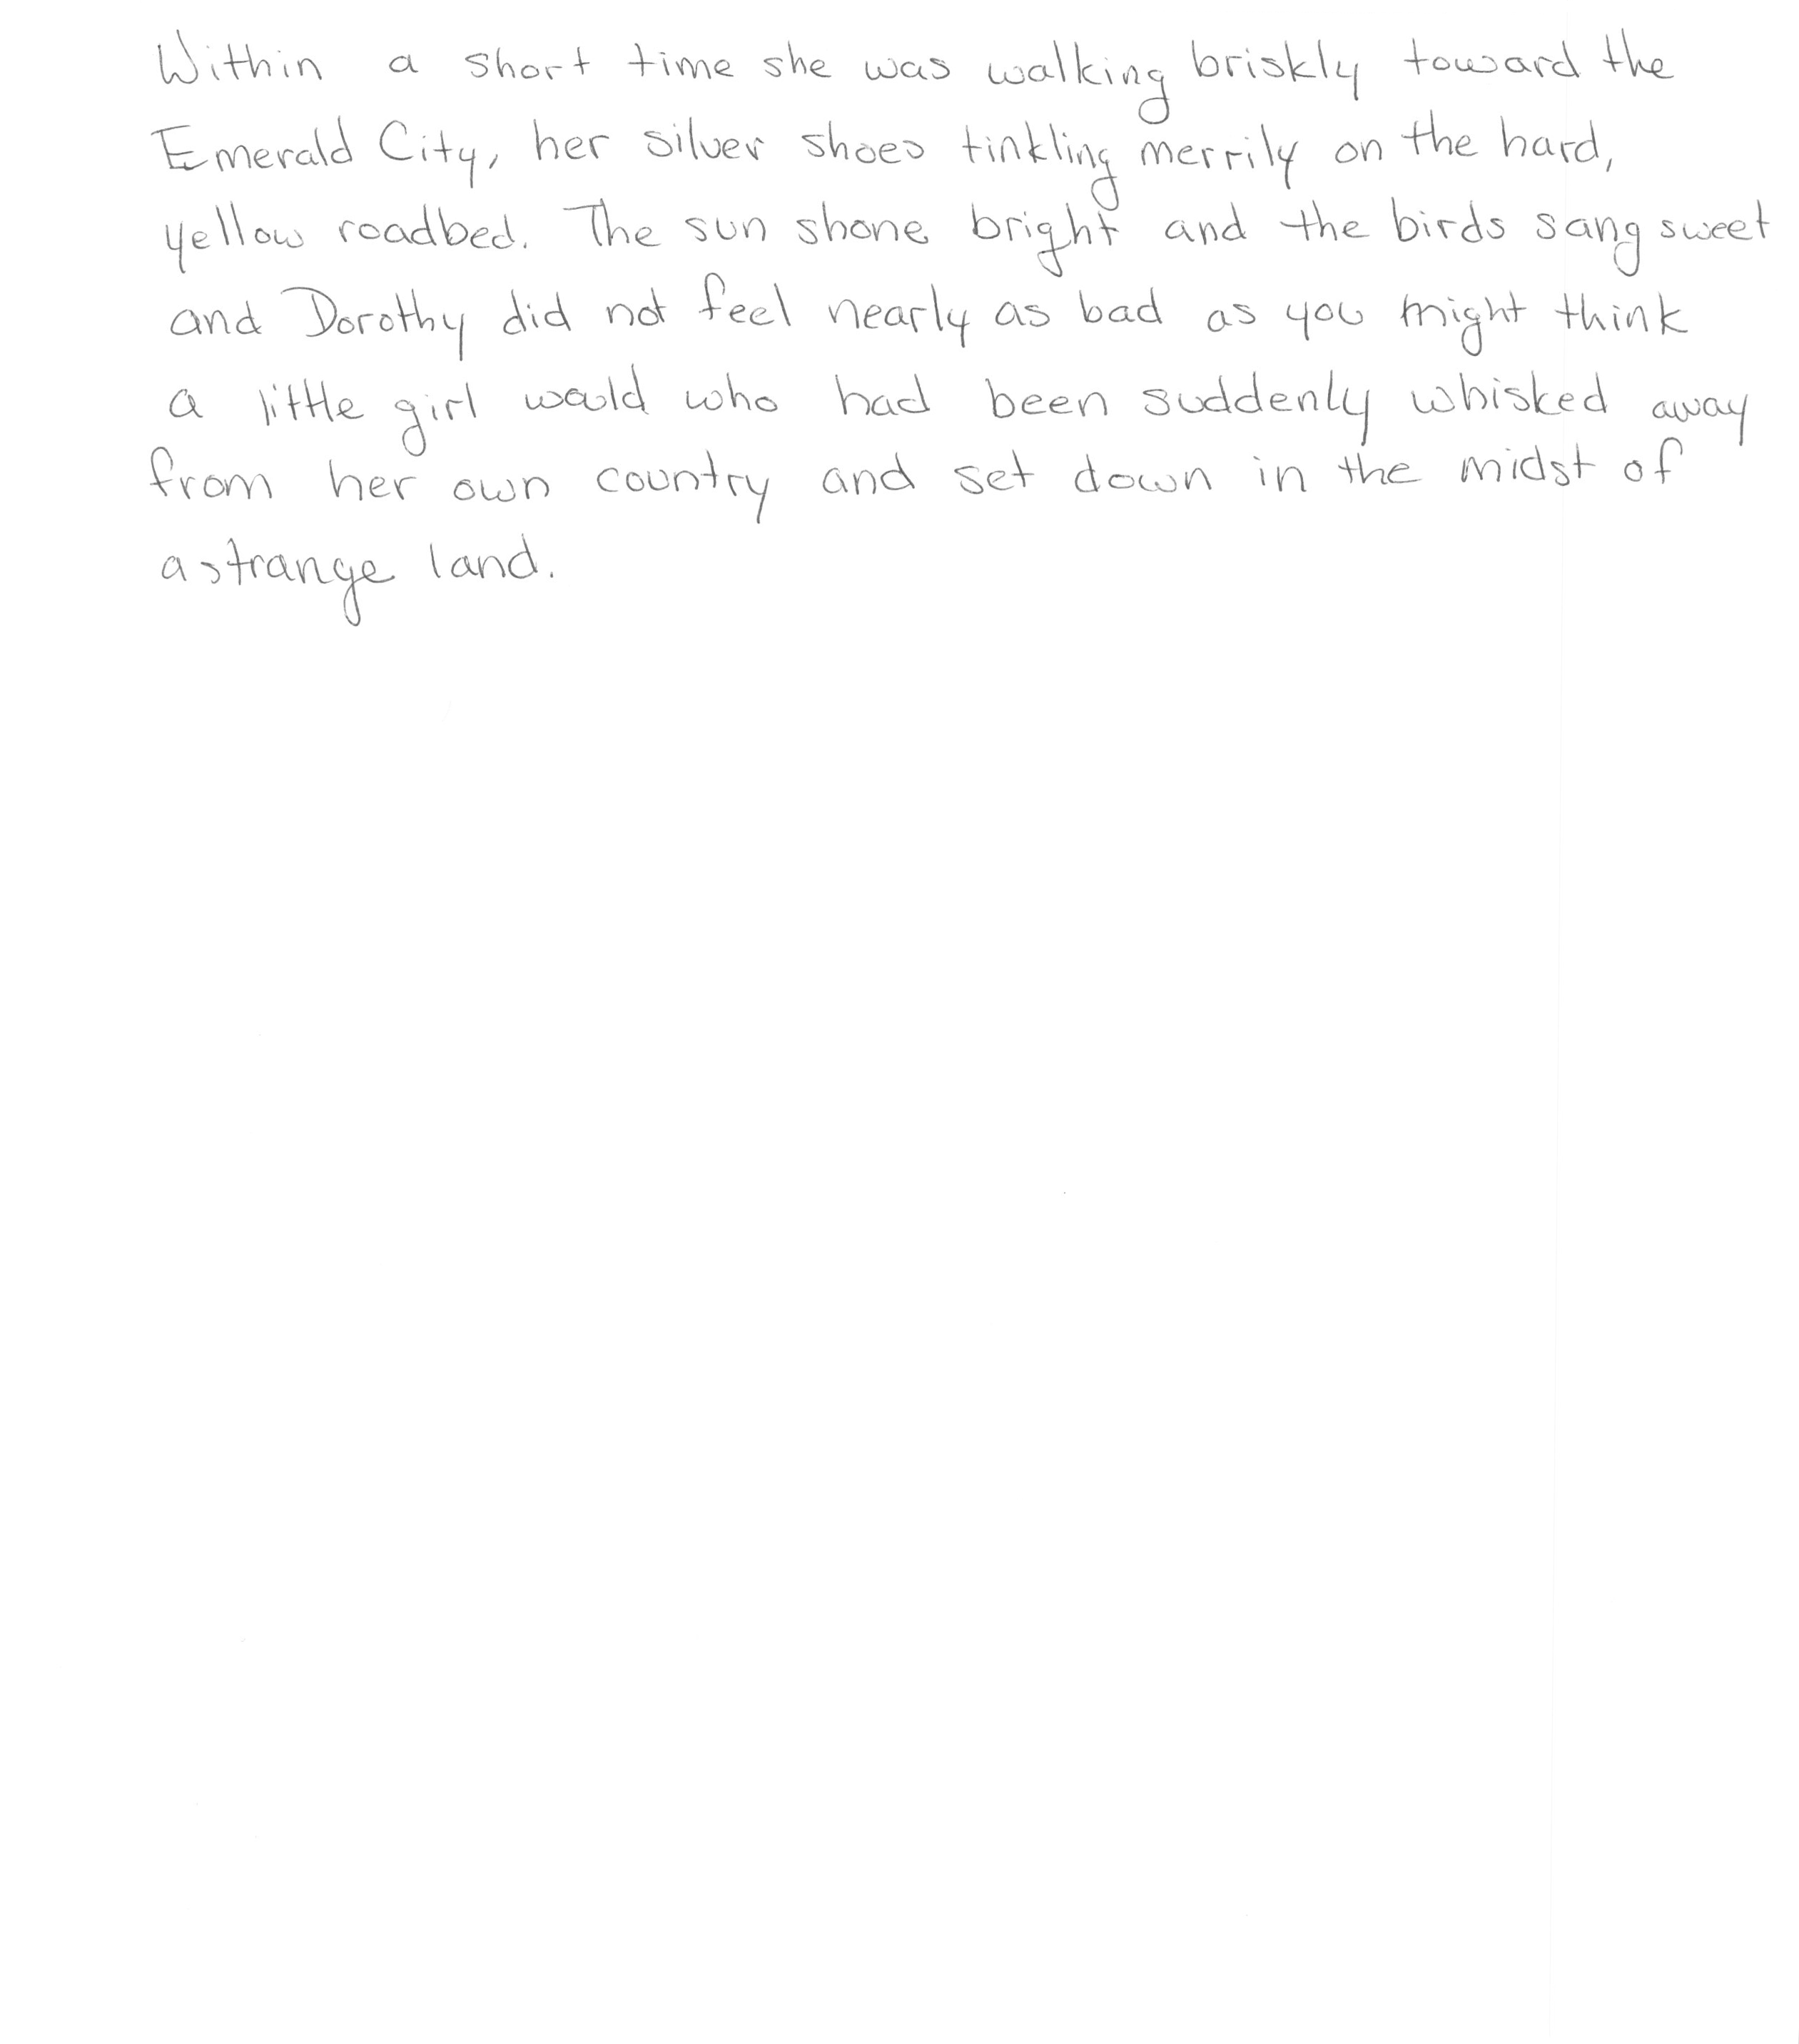 Within a short time she was walking briskly toward the
Emerald City, her silver shoes tinkling merrily on the hard,
yellow roadbed. The sun shone bright and the birds sang sweet
and Dorothy did not feel nearly as bad as you might think
a little girl would who had been suddenly whisked away
from her own country and set down in the midst of
a strange land.